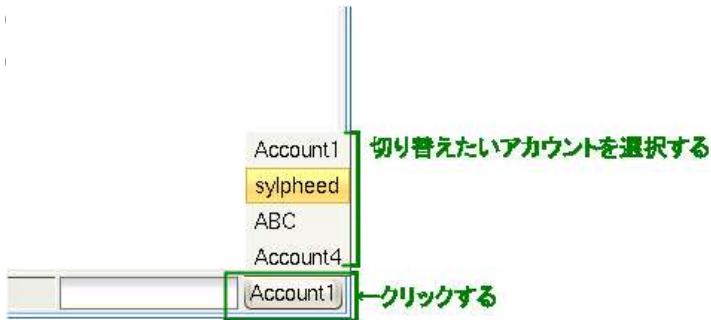 Account1
切り替えたいアカウントを選択する
sylpheed
ABC
Account4
Account1
←クリックする